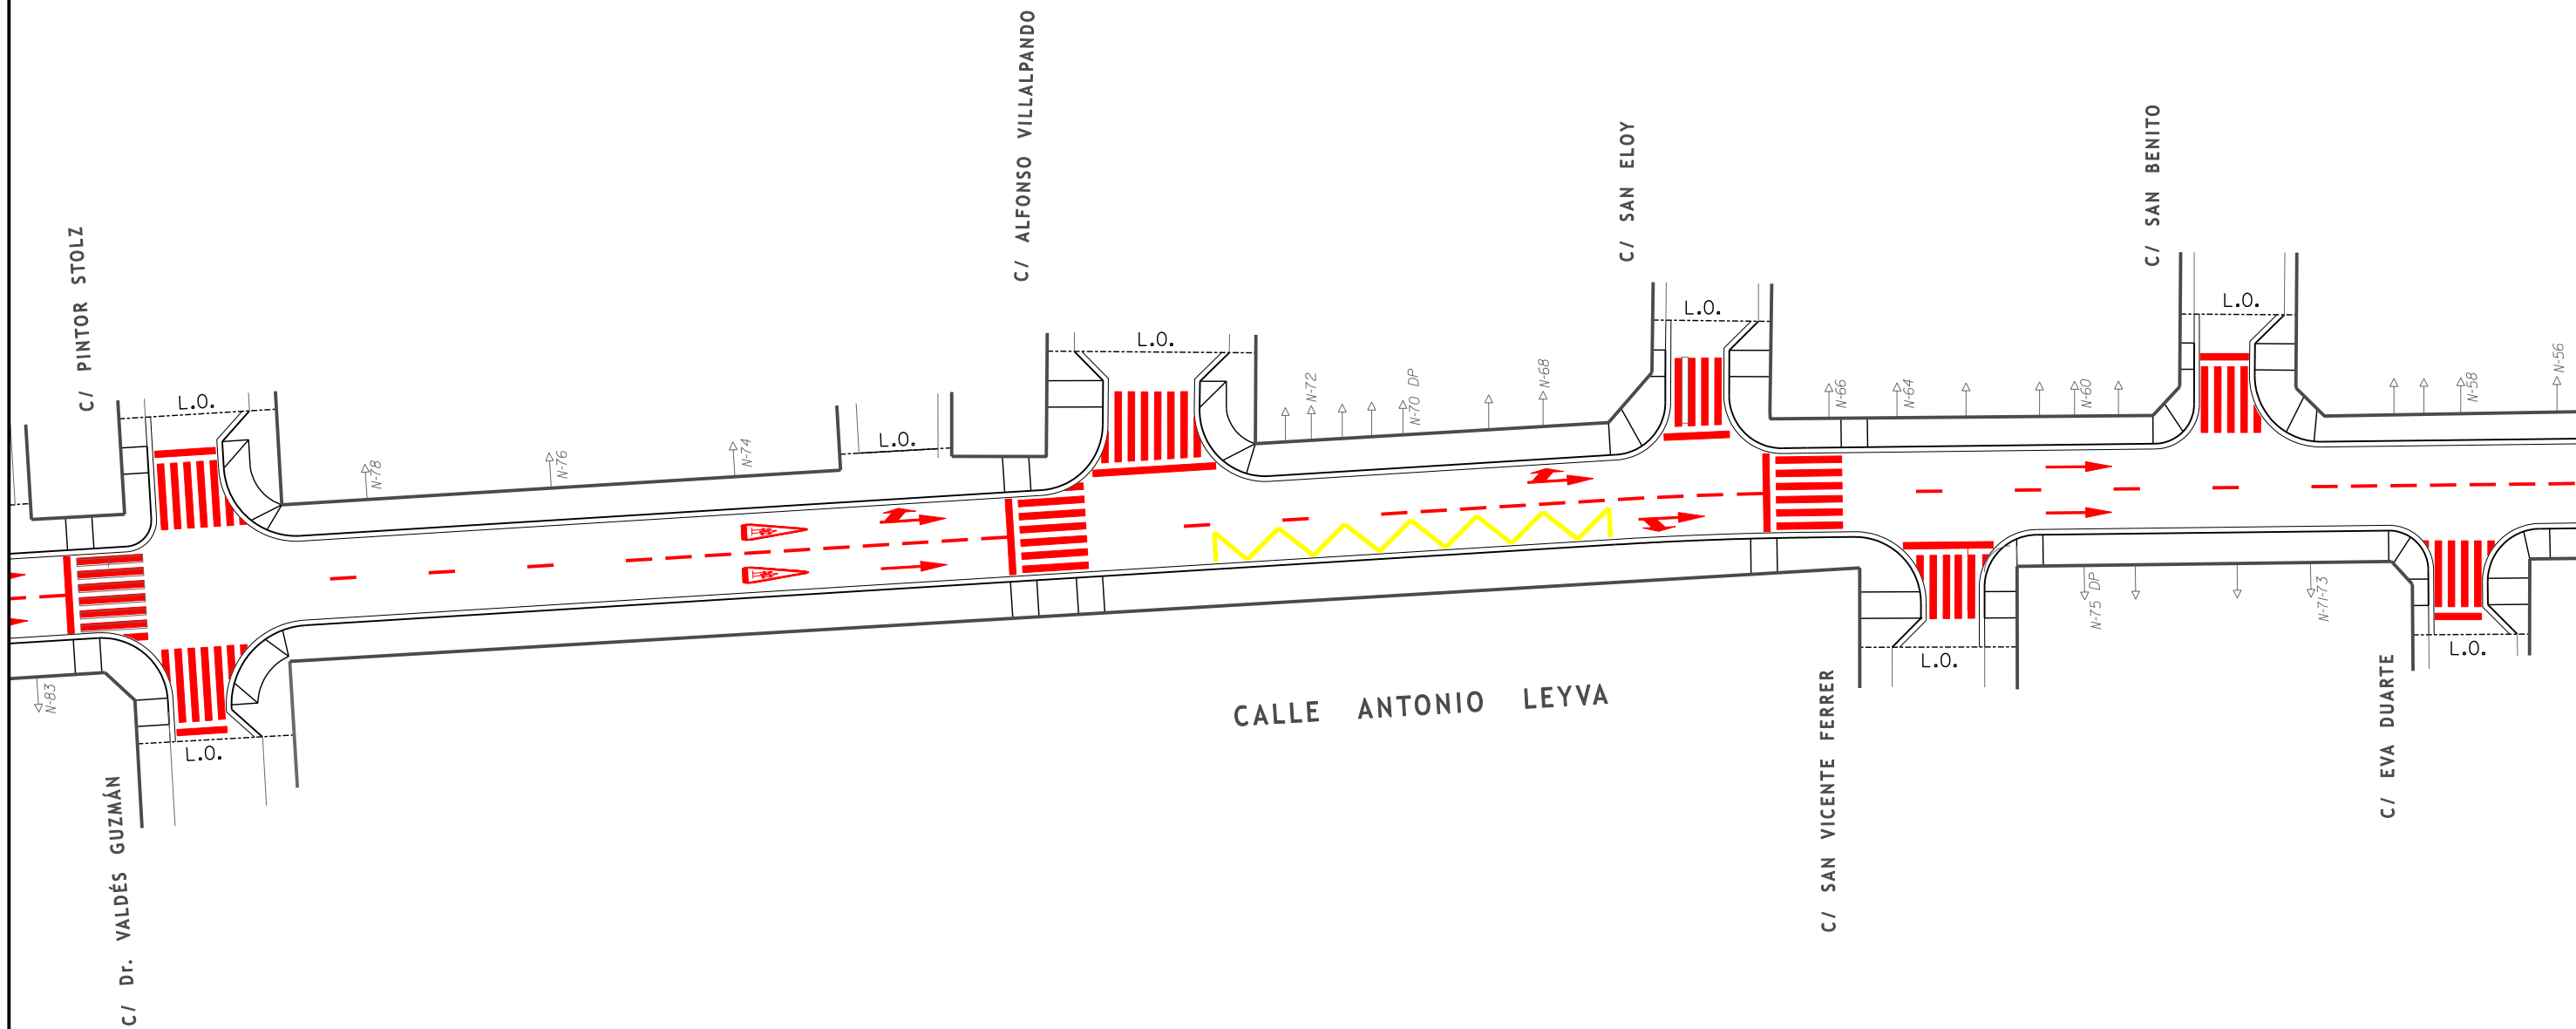 C/ PINTOR STOLZ
C/ ALFONSO VILLALPANDO
C/ SAN ELOY
C/ SAN BENITO
L.O.
L.O.
L.O.
L.O.
L.O.
N-78
N-76
N-74
N-72
N-70 DP
N-68
N-66
N-64
N-60
N-58
N-56
N-83
N-75 DP
N-71-73
L.O.
L.O.
L.O.
CALLE ANTONIO LEYVA
C/ Dr. VALDÉS GUZMÁN
C/ SAN VICENTE FERRER
C/ EVA DUARTE